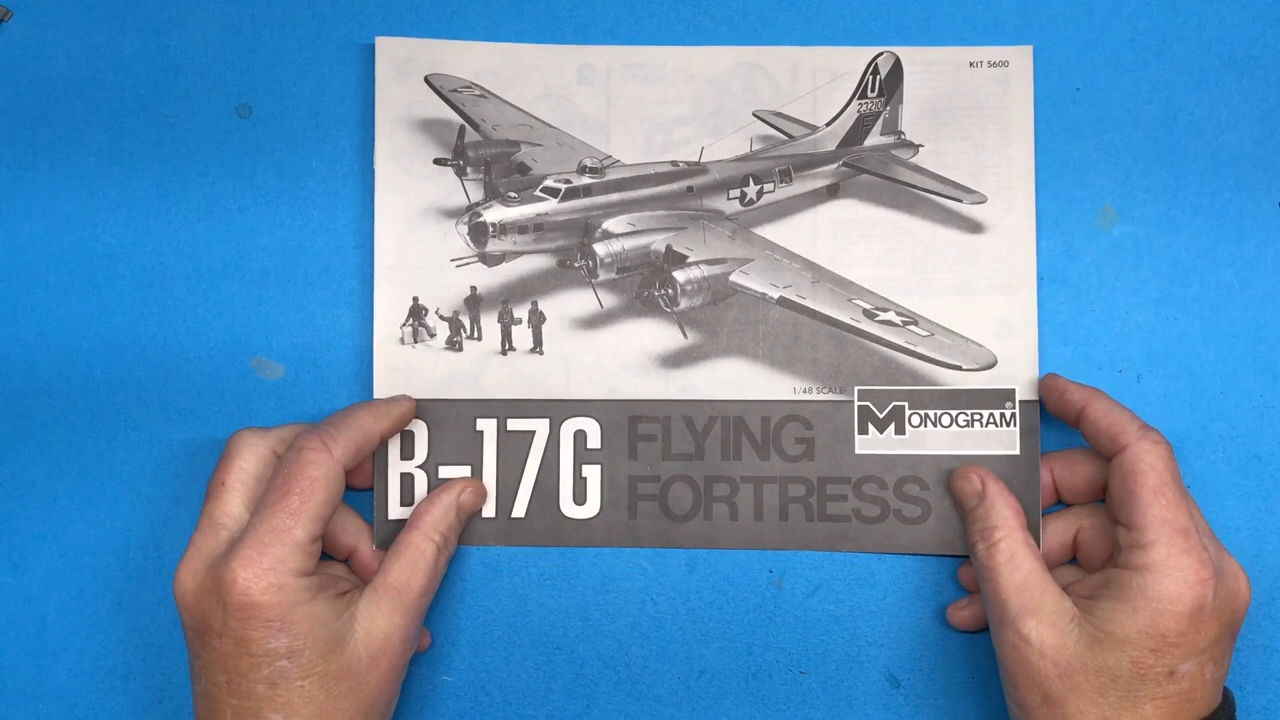 KIT 5600
U
232101
F
1/48 SCALE
MONOGRAM®
B-17G FLYING
FORTRESS